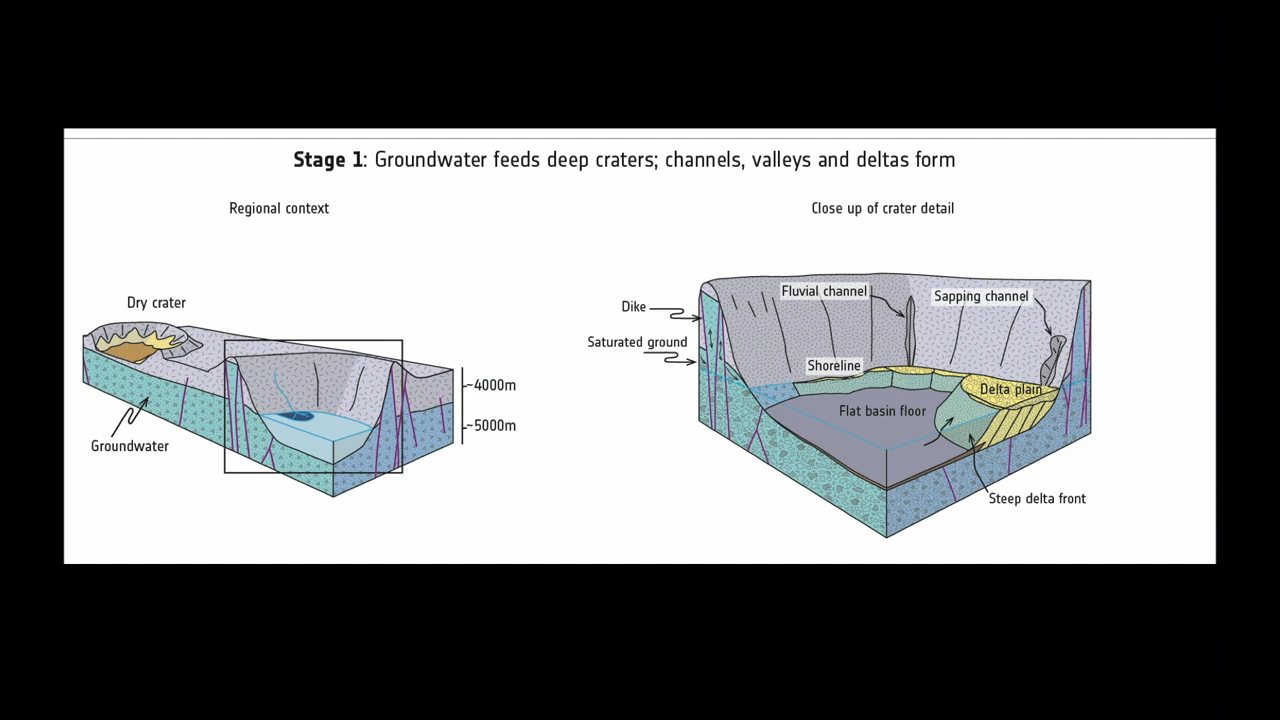 Stage 1: Groundwater feeds deep craters; channels, valleys and deltas form
Regional context
Close up of crater detail
Dry crater
~4000m
~5000m
Groundwater
Dike
Saturated ground
Fluvial channel
Sapping channel
Shoreline
Delta plain
Flat basin floor
Steep delta front